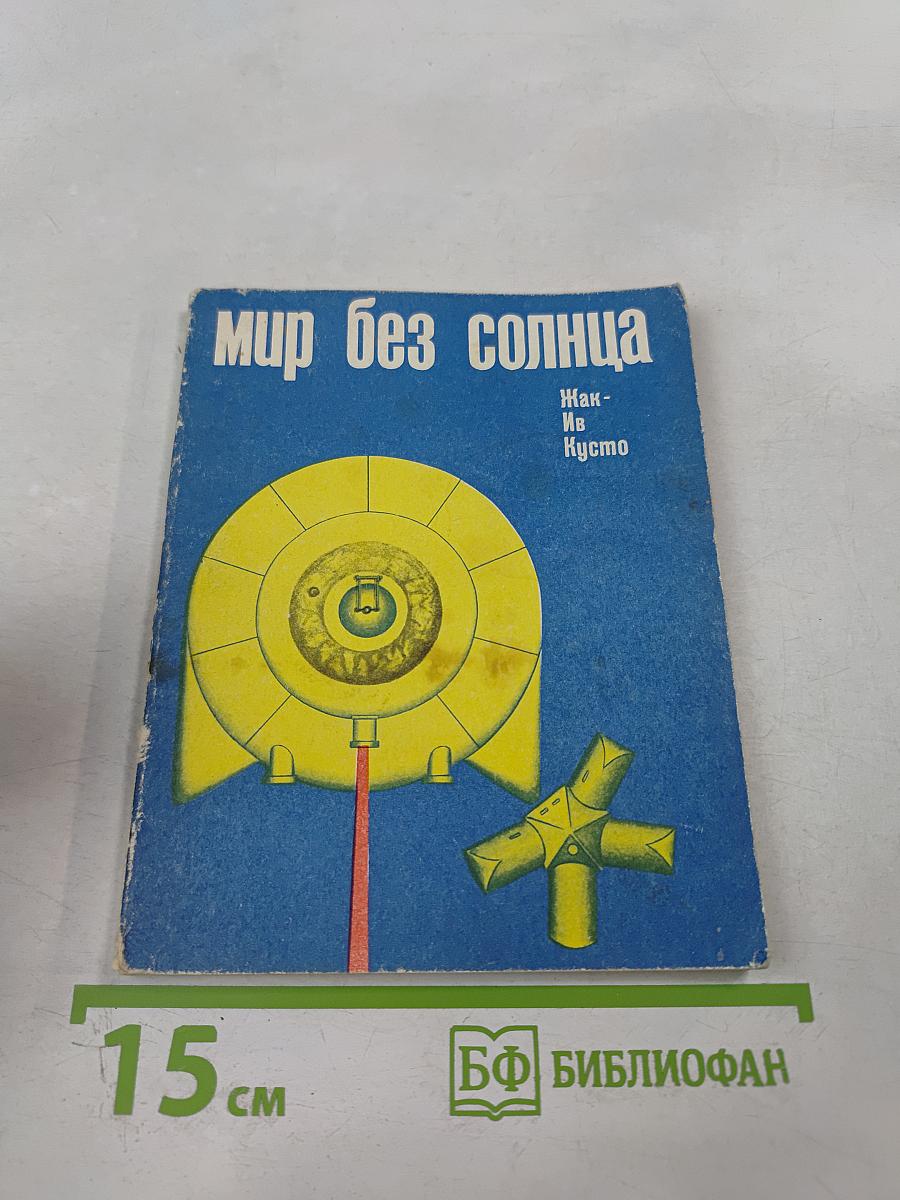 мир без солнца
Жак-
Ив
Кусто
15 см
БФ БИБЛИОФАН